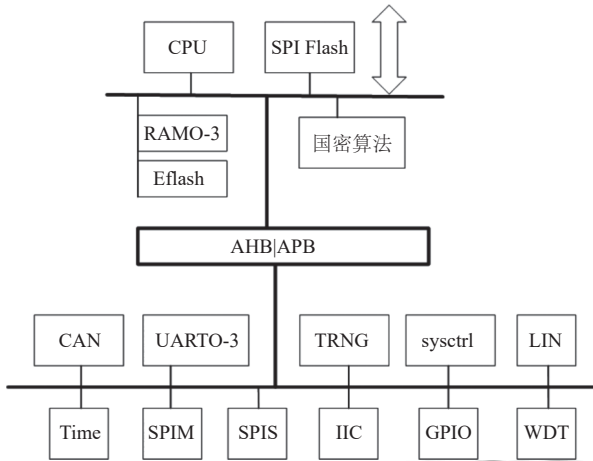 CPU
SPI Flash
RAMO-3
国密算法
Eflash
AHB|APB
CAN
UARTO-3
TRNG
sysctrl
LIN
Time
SPIM
SPIS
IIC
GPIO
WDT